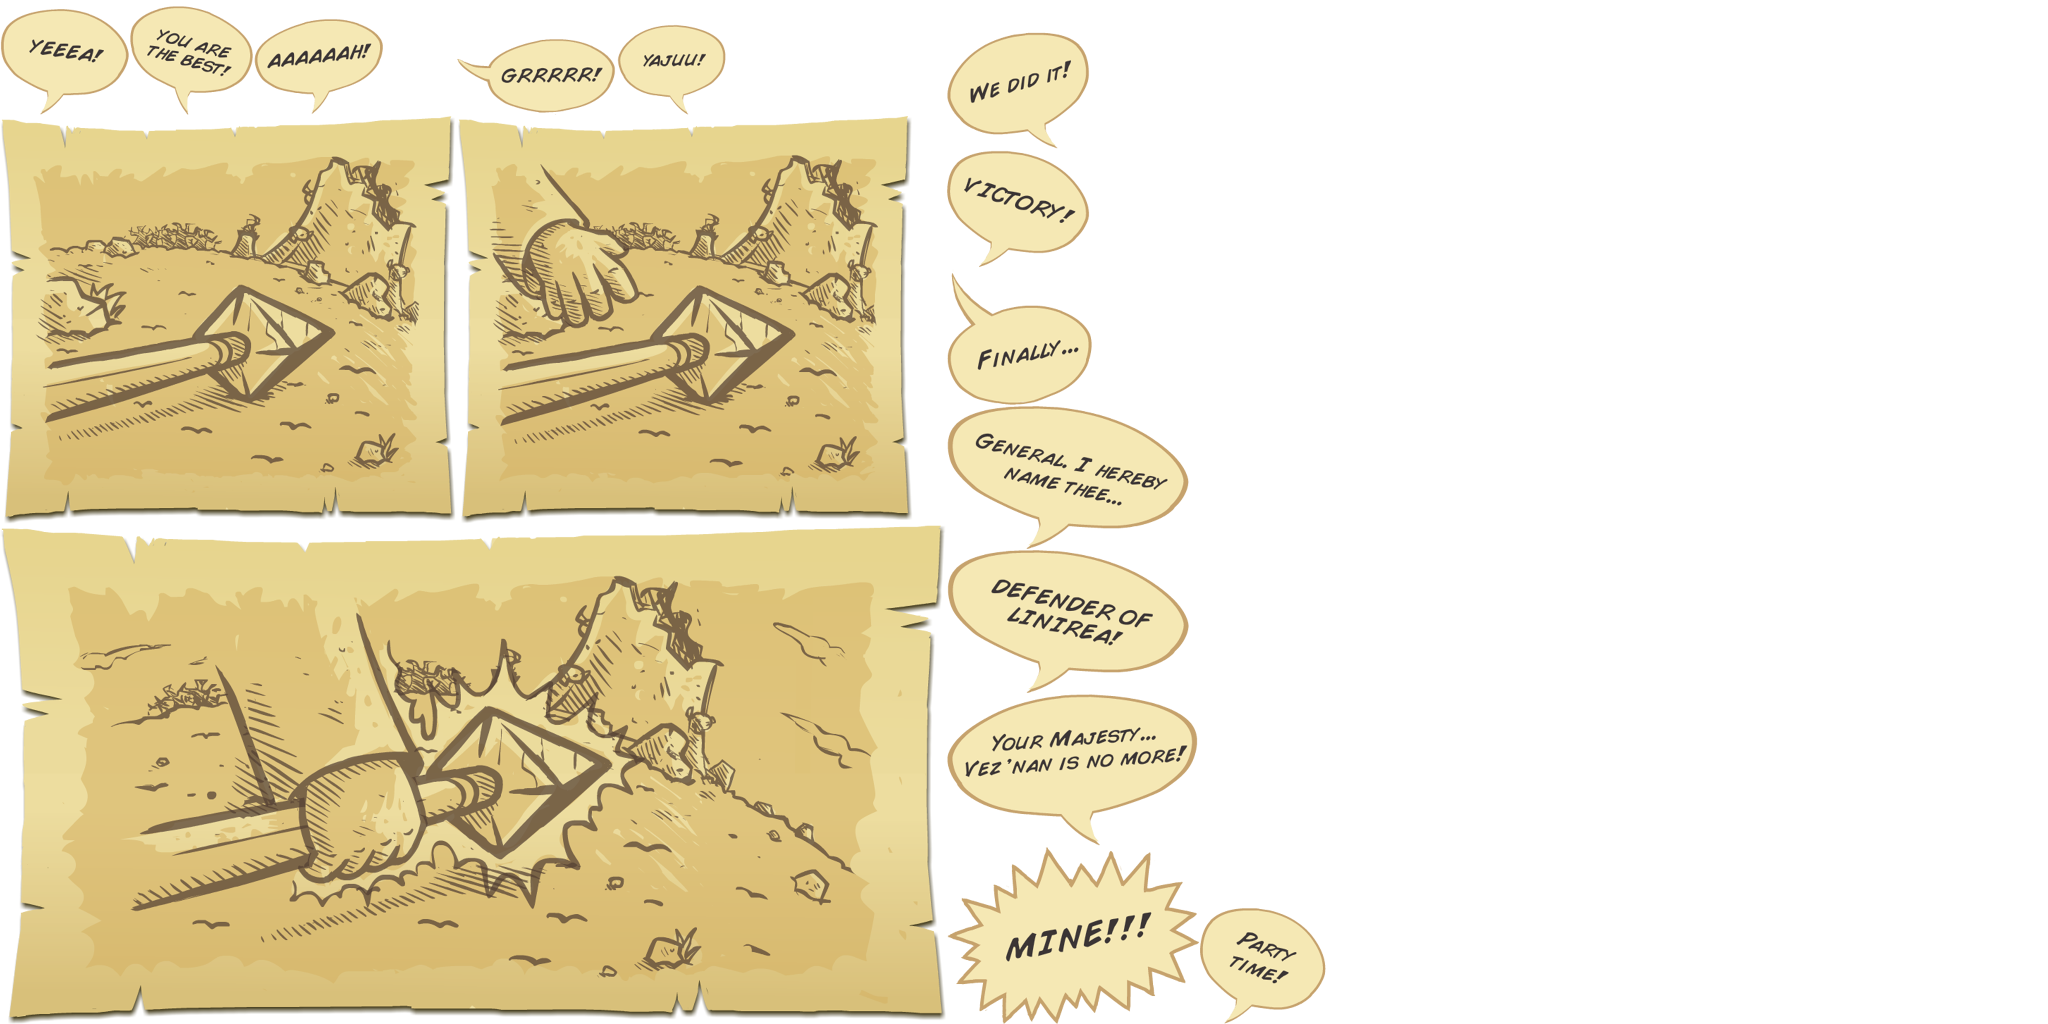 YEEEA!
YOU ARE
THE BEST!
AAAAAAH!
GRRRRR!
YAJUU!
WE DID IT!
VICTORY!
FINALLY...
GENERAL. I HEREBY
NAME THEE...
DEFENDER OF
LINIREA!
YOUR MAJESTY...
VEZ'NAN IS NO MORE!
MINE!!!
PARTY
TIME!